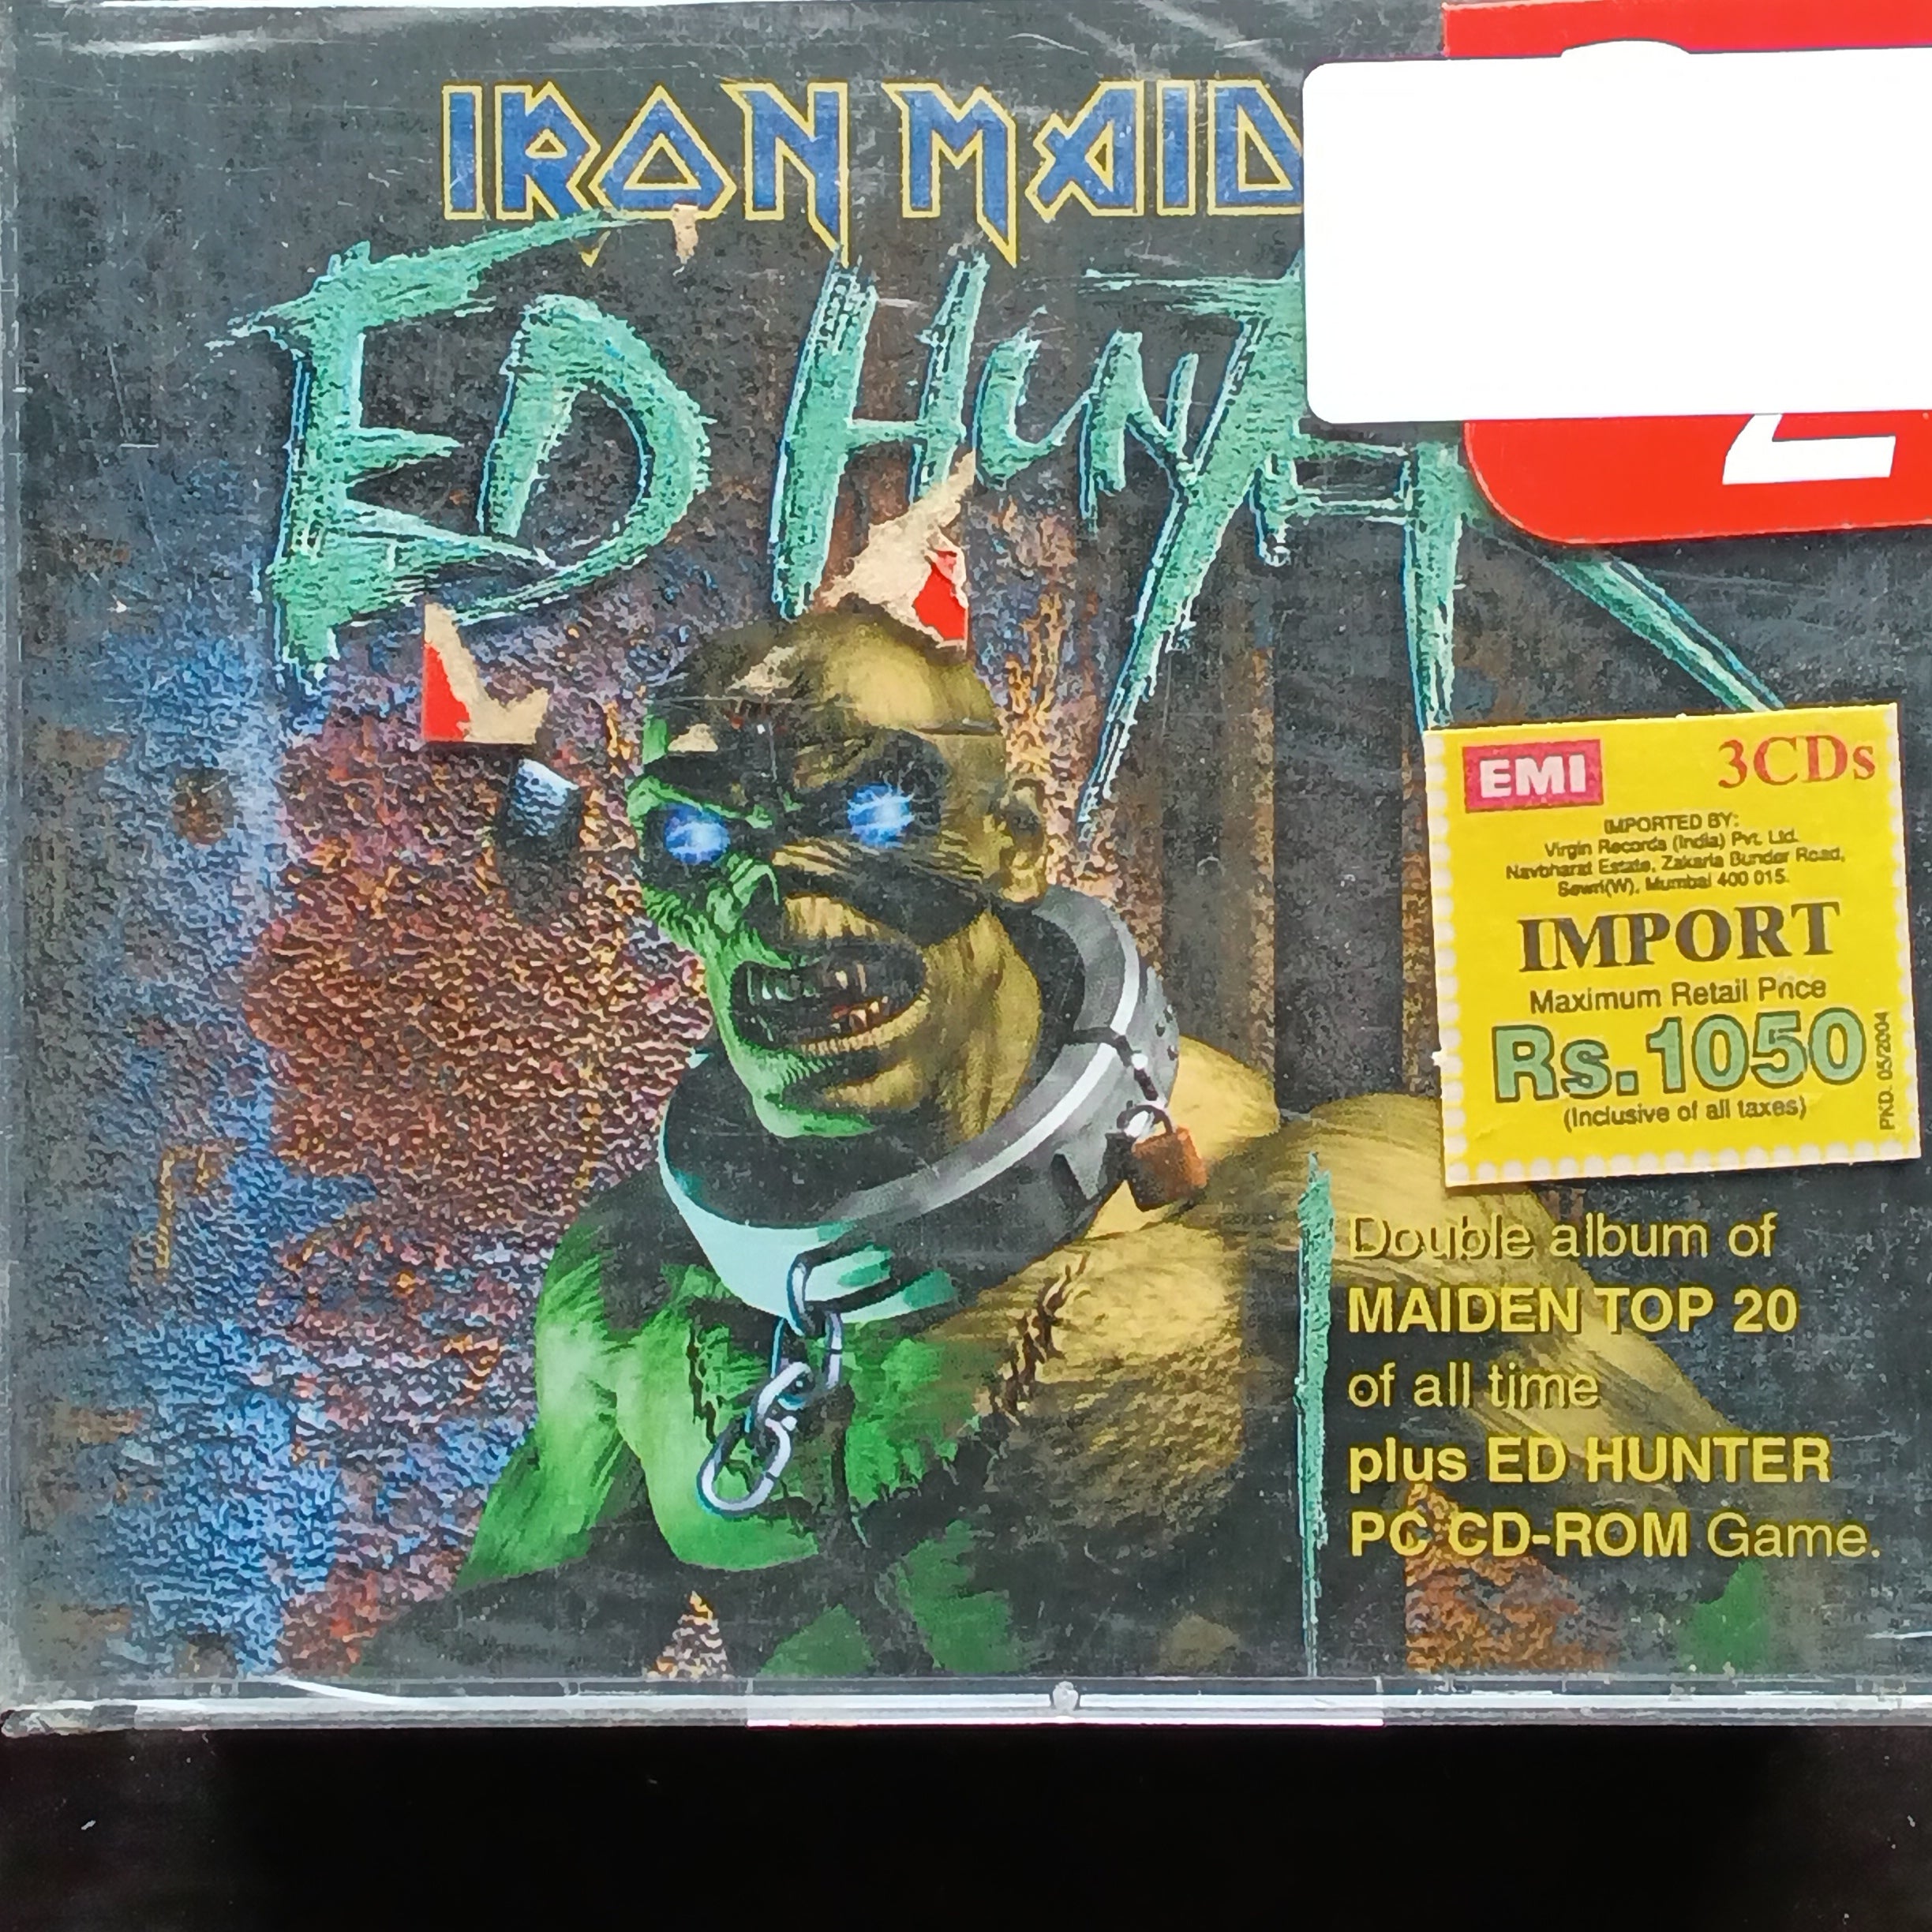 IRON MAID
ED HUNTER
EMI
3CDs
IMPORTED BY:
Virgin Records (India) Pvt. Ltd.
Navbharat Estate, Zakaria Bunder Road,
Sewri(W), Mumbai 400 015.
IMPORT
Maximum Retail Price
Rs.1050
(Inclusive of all taxes)
PKD. 05/2004
Double album of
MAIDEN TOP 20
of all time
plus ED HUNTER
PC CD-ROM Game.